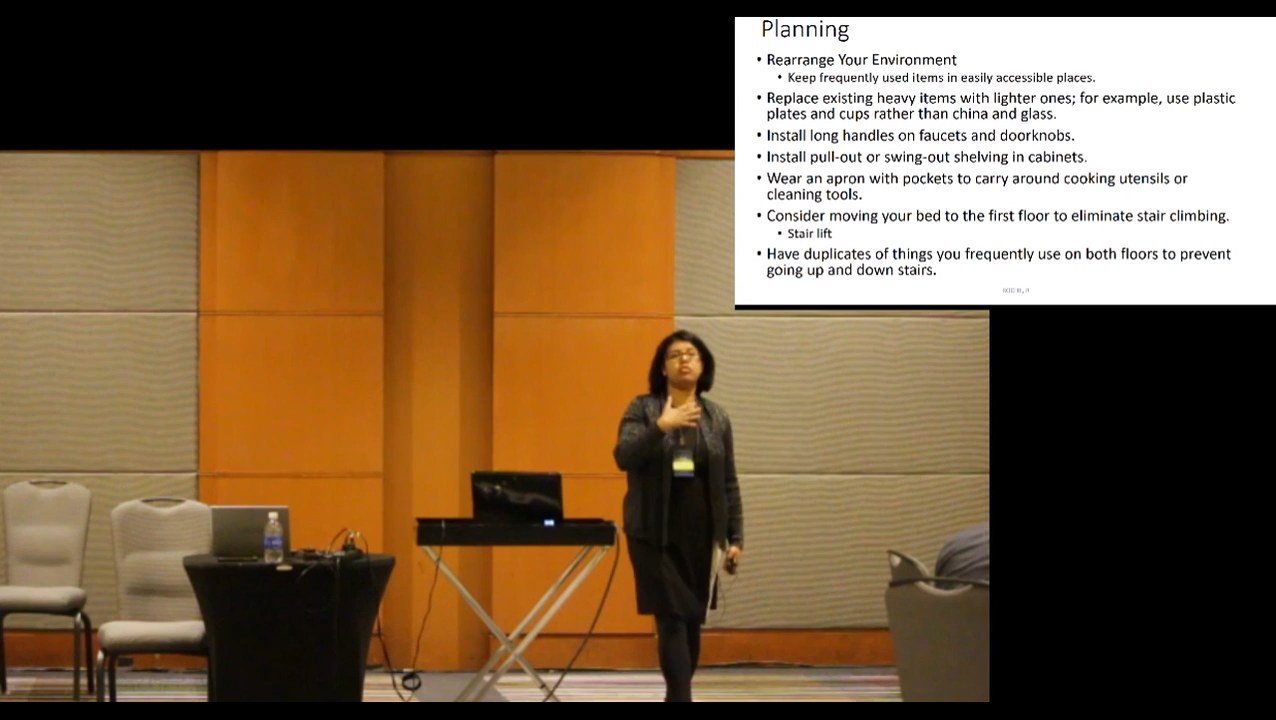 Planning
• Rearrange Your Environment
• Keep frequently used items in easily accessible places.
• Replace existing heavy items with lighter ones; for example, use plastic
plates and cups rather than china and glass.
• Install long handles on faucets and doorknobs.
• Install pull-out or swing-out shelving in cabinets.
• Wear an apron with pockets to carry around cooking utensils or
cleaning tools.
• Consider moving your bed to the first floor to eliminate stair climbing.
• Stair lift
• Have duplicates of things you frequently use on both floors to prevent
going up and down stairs.